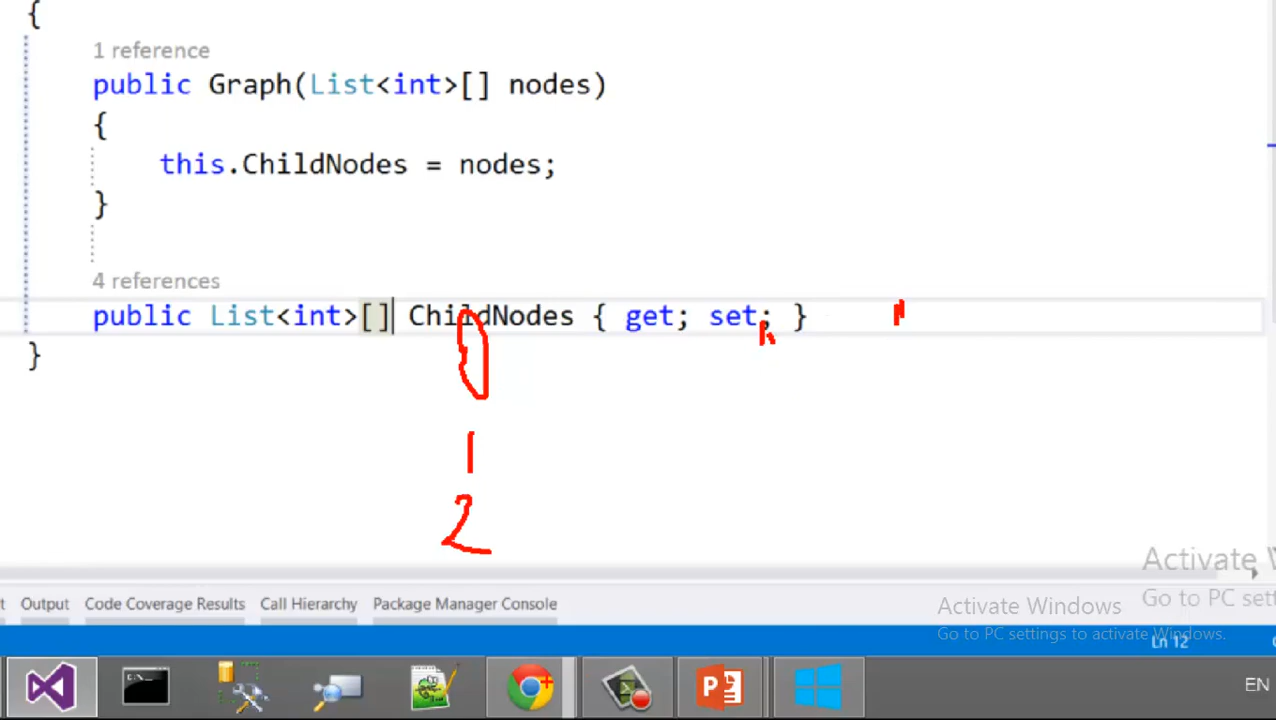 {
1 reference
public Graph(List<int>[] nodes)
{
this.ChildNodes = nodes;
}
4 references
public List<int>[] ChildNodes { get; set; }
}
0
1
2
Activate Windows
Go to PC settings to activate Windows.
Activate W
Go to PC sett
Output Code Coverage Results Call Hierarchy Package Manager Console
Ln 12
EN